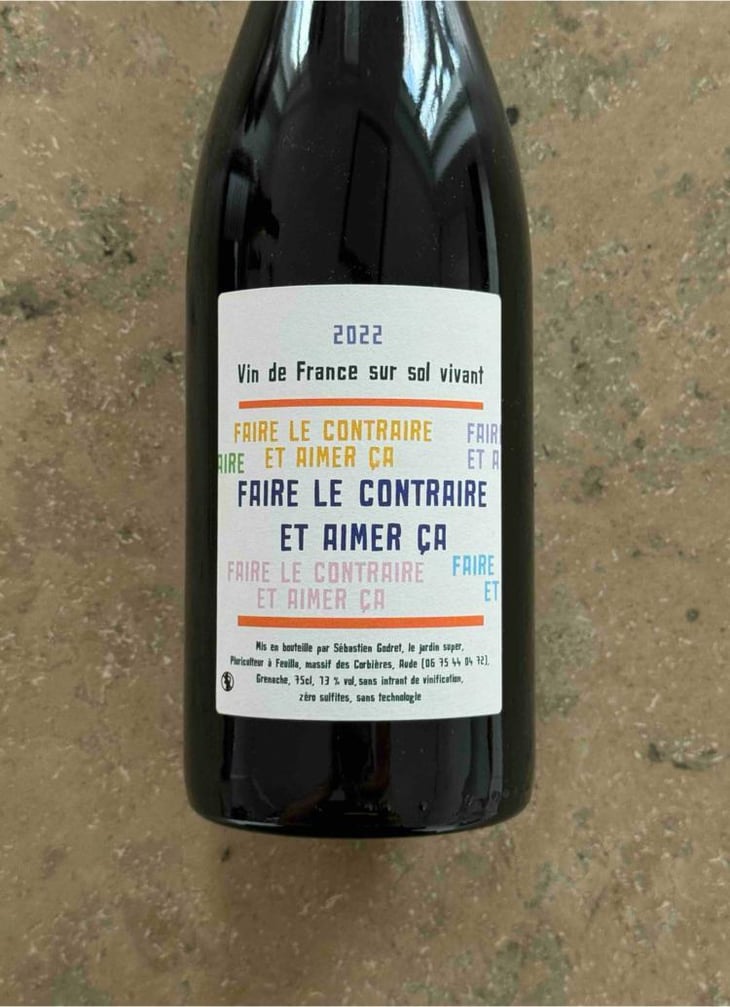 2022
Vin de France sur sol vivant
FAIRE LE CONTRAIRE
ET AIMER ÇA
FAIR
ET A
AIRE
FAIRE LE CONTRAIRE
ET AIMER ÇA
FAIRE LE CONTRAIRE
ET AIMER ÇA
FAIRE
ET
Mis en bouteille par Sébastien Godret, le jardin super,
Pluriculteur à Feuilla, massif des Corbières, Aude (06 75 44 04 72),
Grenache, 75cl, 13 % vol, sans intrant de vinification,
zéro sulfites, sans technologie